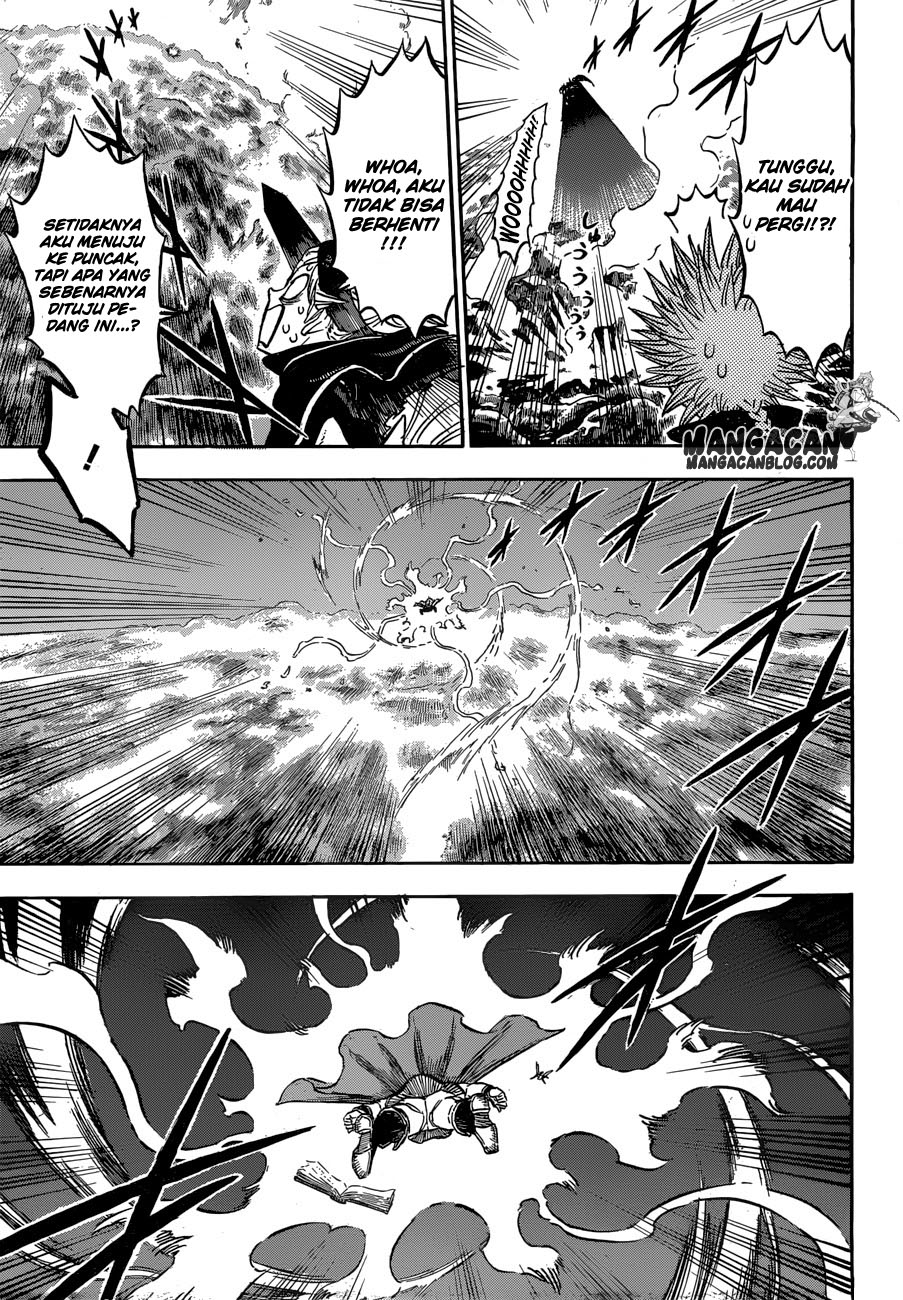 TUNGGU,
KAU SUDAH
MAU
PERGI!?!
WOOOOHHHHH!!
WHOA,
WHOA, AKU
TIDAK BISA
BERHENTI
!!!
SETIDAKNYA
AKU MENUJU
KE PUNCAK,
TAPI APA YANG
SEBENARNYA
DITUJU PE-
DANG INI...?
!
MANGACAN
MANGACANBLOG.COM